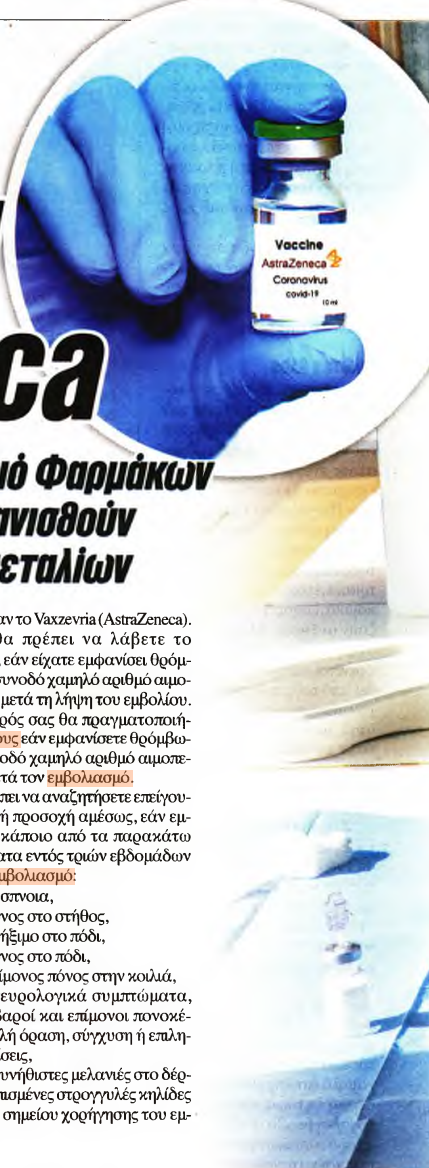 Vaccine
AstraZeneca
Coronavirus
covid-19
10 ml
ca
ιό Φαρμάκων
ανισθούν
εταλίων
αν το Vaxzevria (AstraZeneca).
θα πρέπει να λάβετε το
, εάν είχατε εμφανίσει θρόμ-
συνοδό χαμηλό αριθμό αιμο-
μετά τη λήψη του εμβολίου.
ρός σας θα πραγματοποιή-
ους εάν εμφανίσετε θρόμβω-
οδό χαμηλό αριθμό αιμοπε-
τά τον εμβολιασμό.
πει να αναζητήσετε επείγου-
ή προσοχή αμέσως, εάν εμ-
κάποιο από τα παρακάτω
ατα εντός τριών εβδομάδων
μβολιασμό:
σπνοια,
νος στο στήθος,
ήξιμο στο πόδι,
νος στο πόδι,
ίμονος πόνος στην κοιλιά,
ευρολογικά συμπτώματα,
βαροί και επίμονοι πονοκέ-
λή όραση, σύγχυση ή επιλη-
ίσεις,
υνήθιστες μελανιές στο δέρ-
πισμένες στρογγυλές κηλίδες
σημείου χορήγησης του εμ-